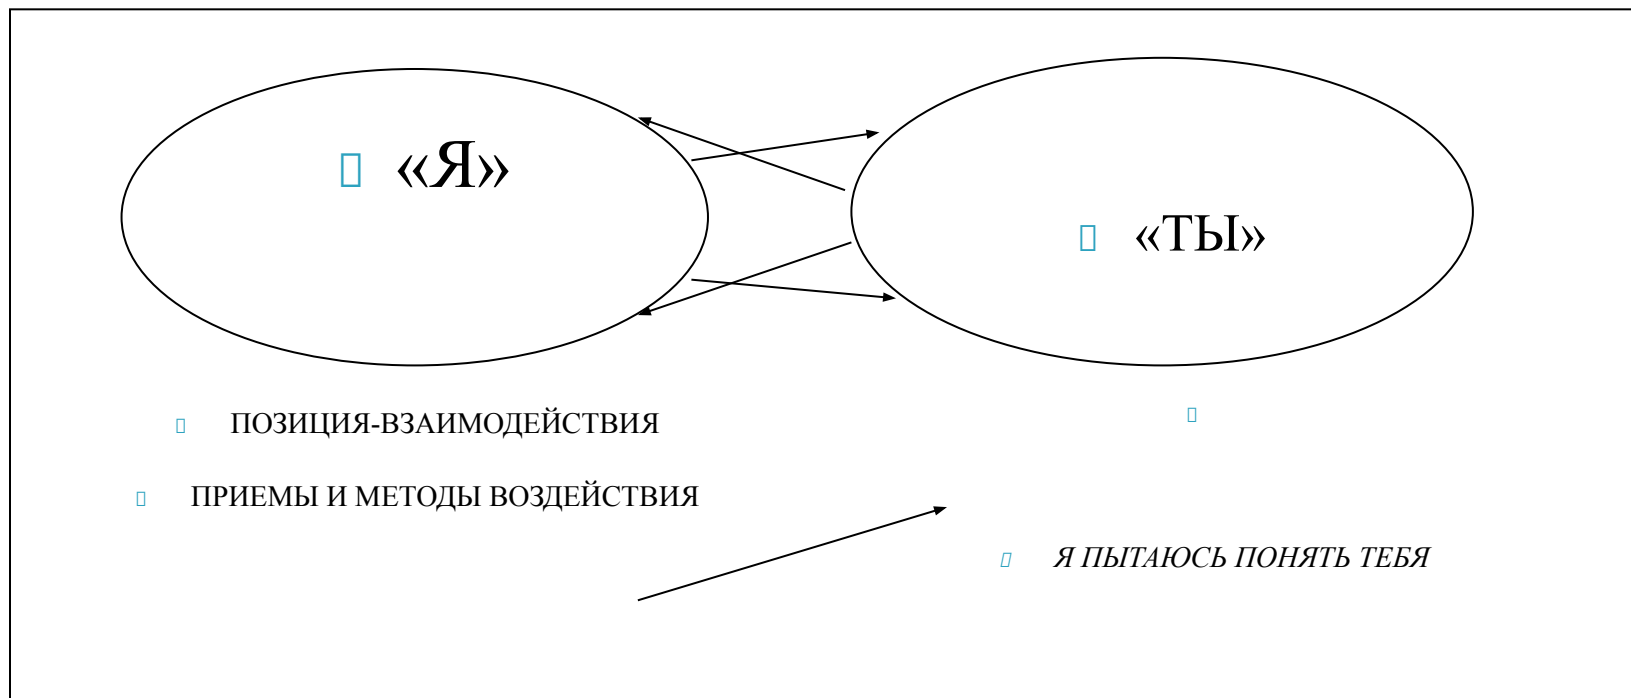 «Я»
«ТЫ»
ПОЗИЦИЯ-ВЗАИМОДЕЙСТВИЯ
ПРИЕМЫ И МЕТОДЫ ВОЗДЕЙСТВИЯ
Я ПЫТАЮСЬ ПОНЯТЬ ТЕБЯ